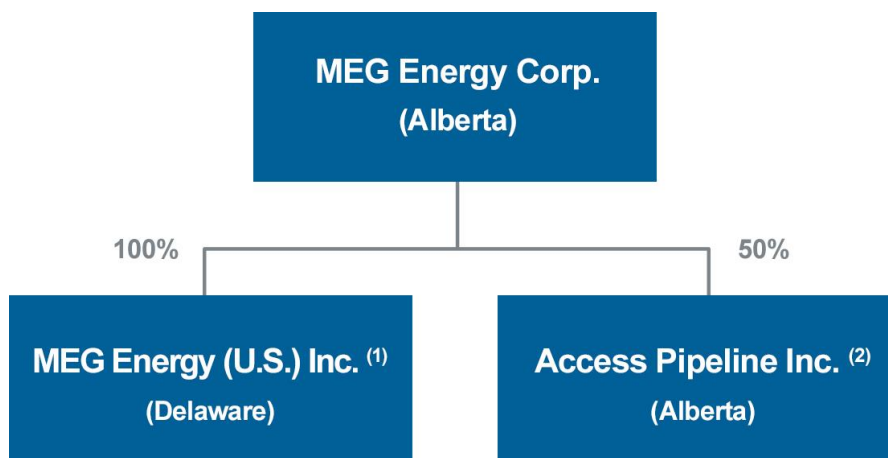 MEG Energy Corp.
(Alberta)
100%
50%
MEG Energy (U.S.) Inc. (1)
(Delaware)
Access Pipeline Inc. (2)
(Alberta)